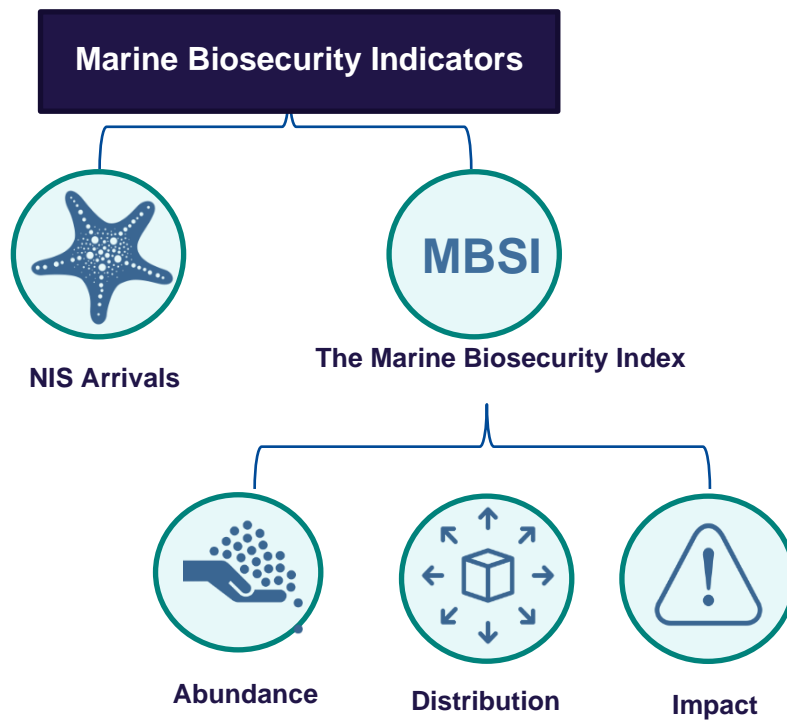 Marine Biosecurity Indicators
MBSI
NIS Arrivals
The Marine Biosecurity Index
Abundance
Distribution
Impact